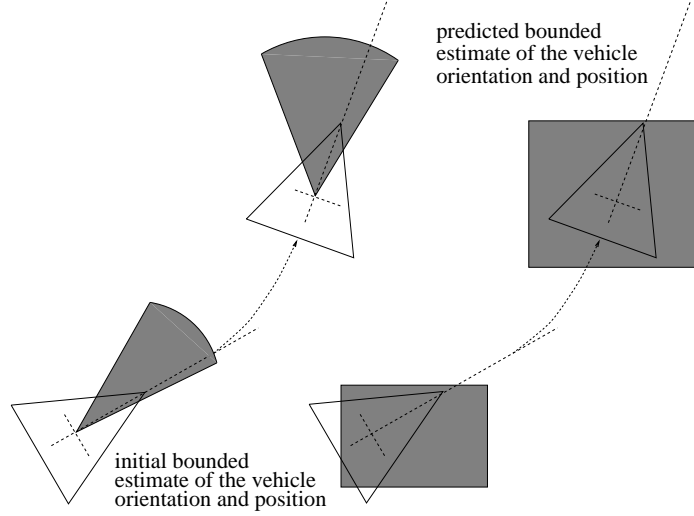 predicted bounded
estimate of the vehicle
orientation and position
initial bounded
estimate of the vehicle
orientation and position